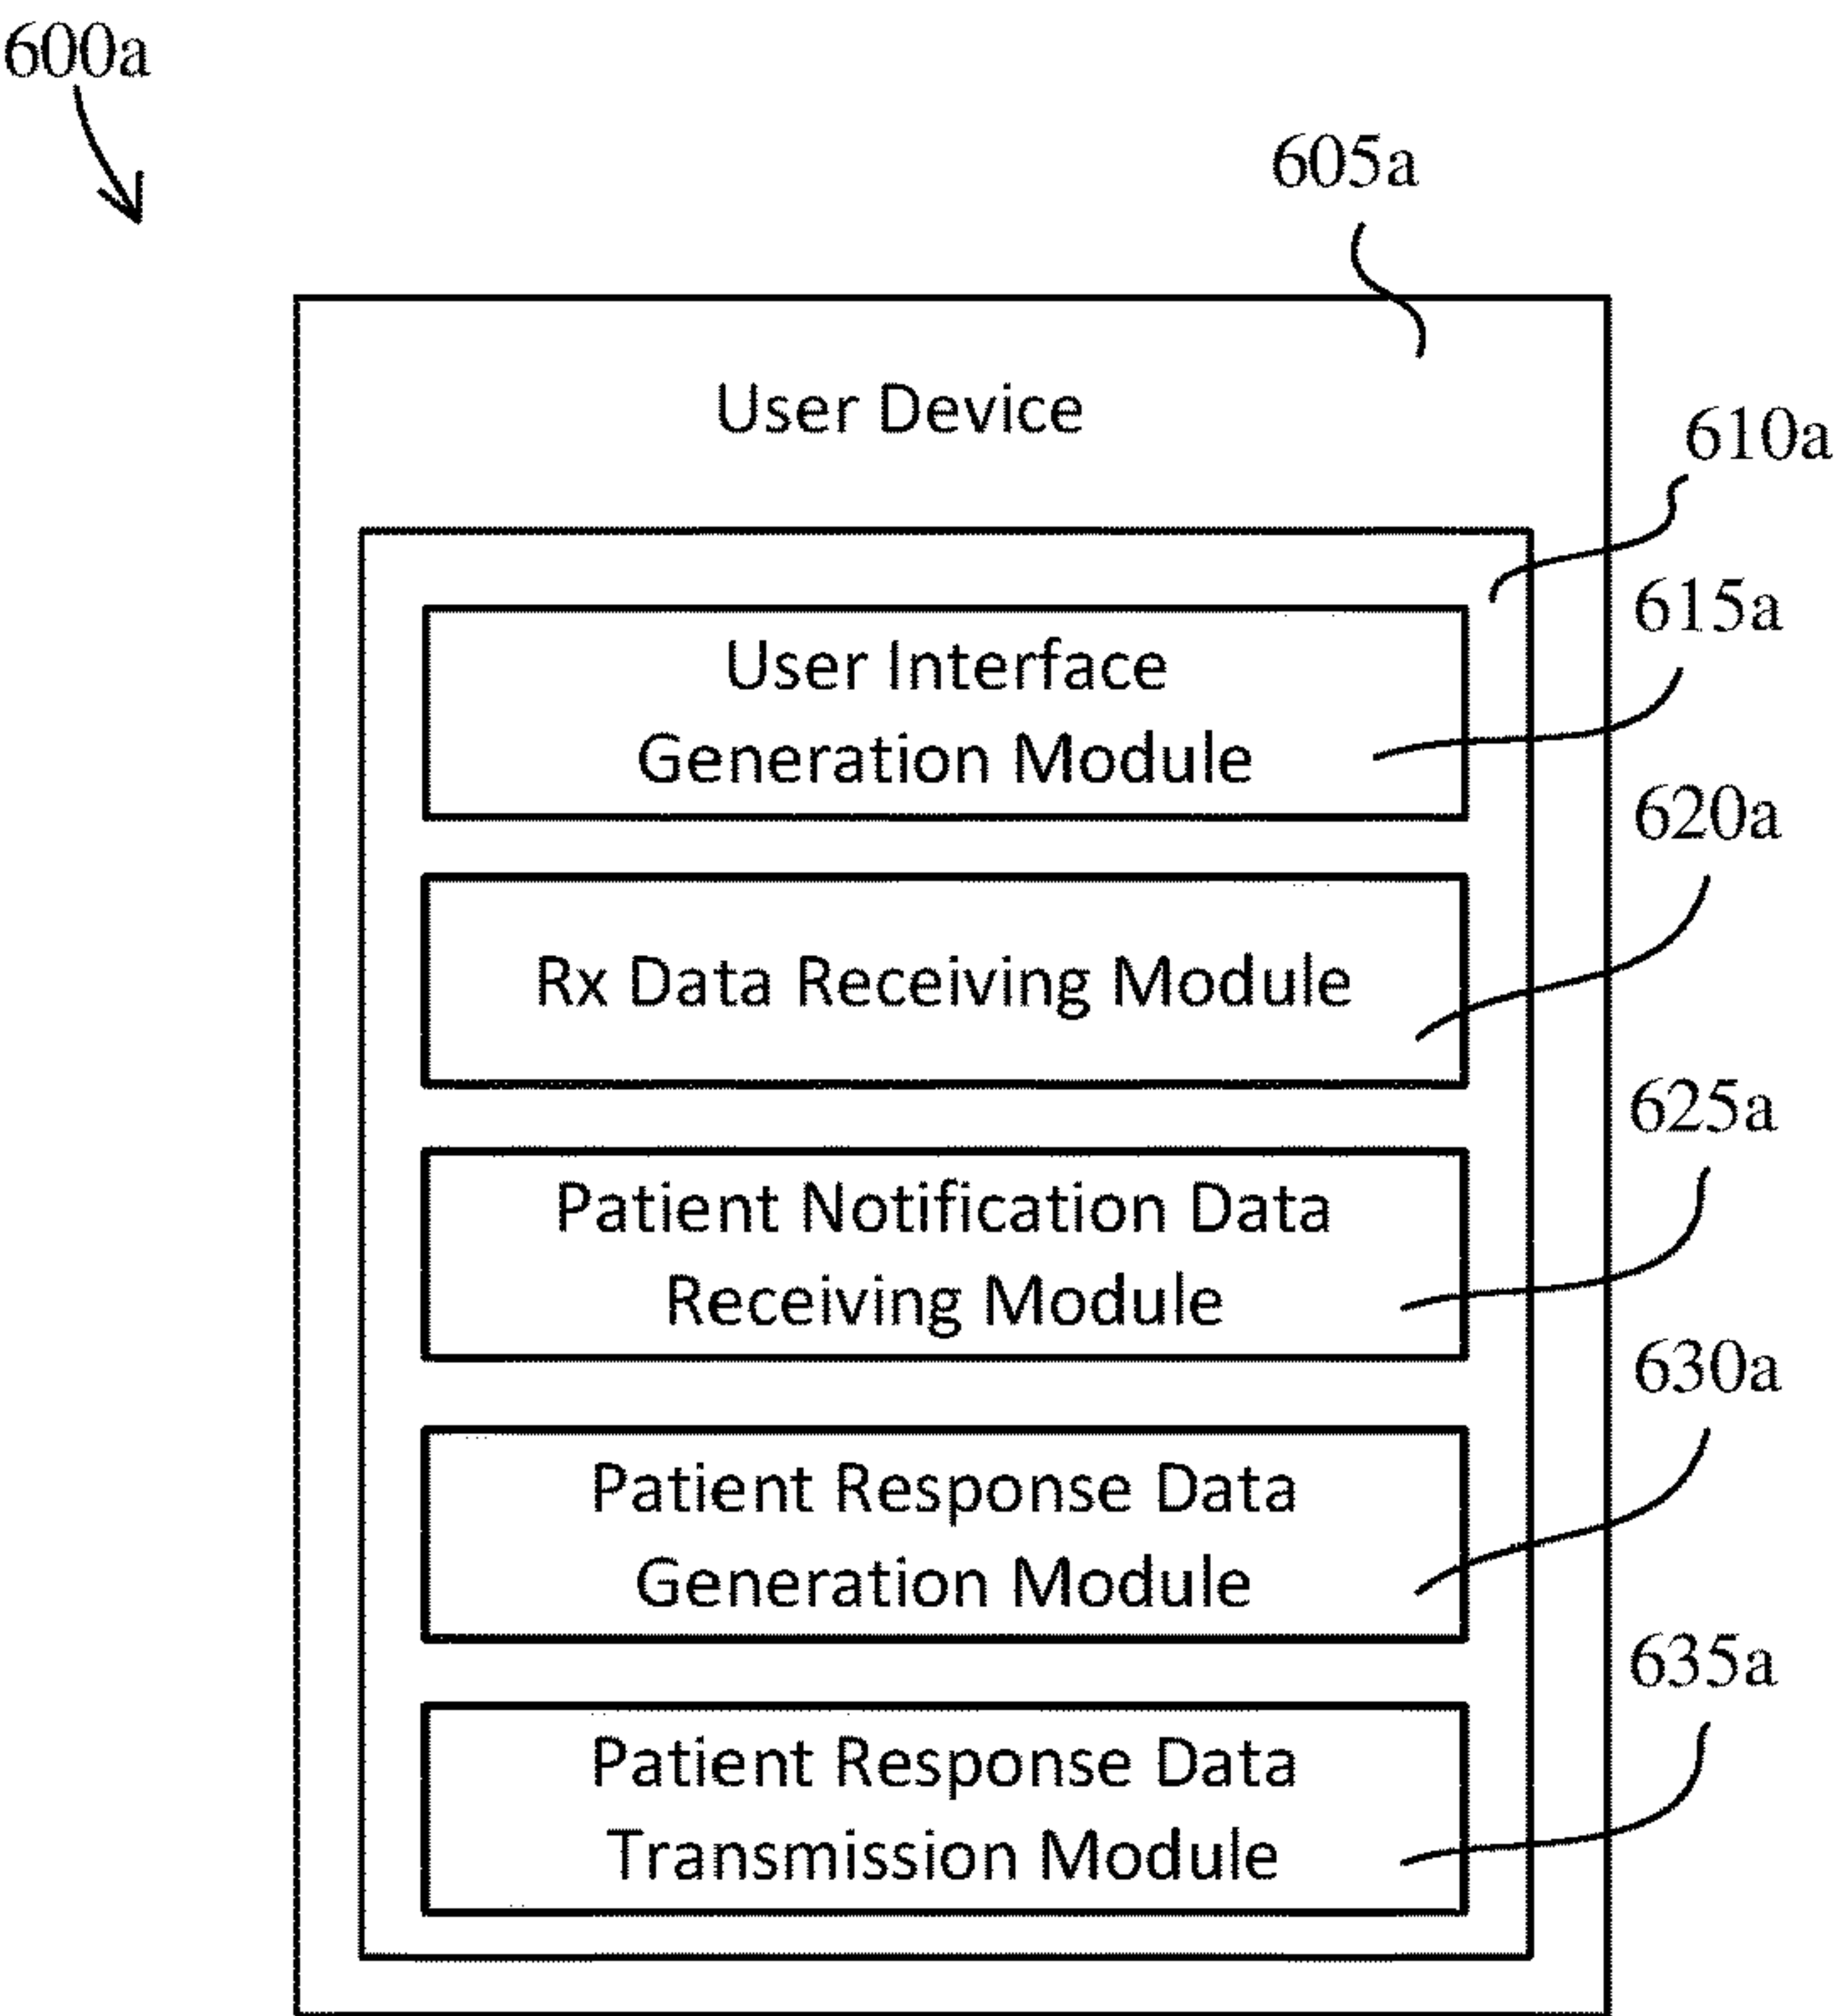 600a
605a
User Device
610a
615a
User Interface
Generation Module
620a
Rx Data Receiving Module
625a
Patient Notification Data
Receiving Module
630a
Patient Response Data
Generation Module
635a
Patient Response Data
Transmission Module